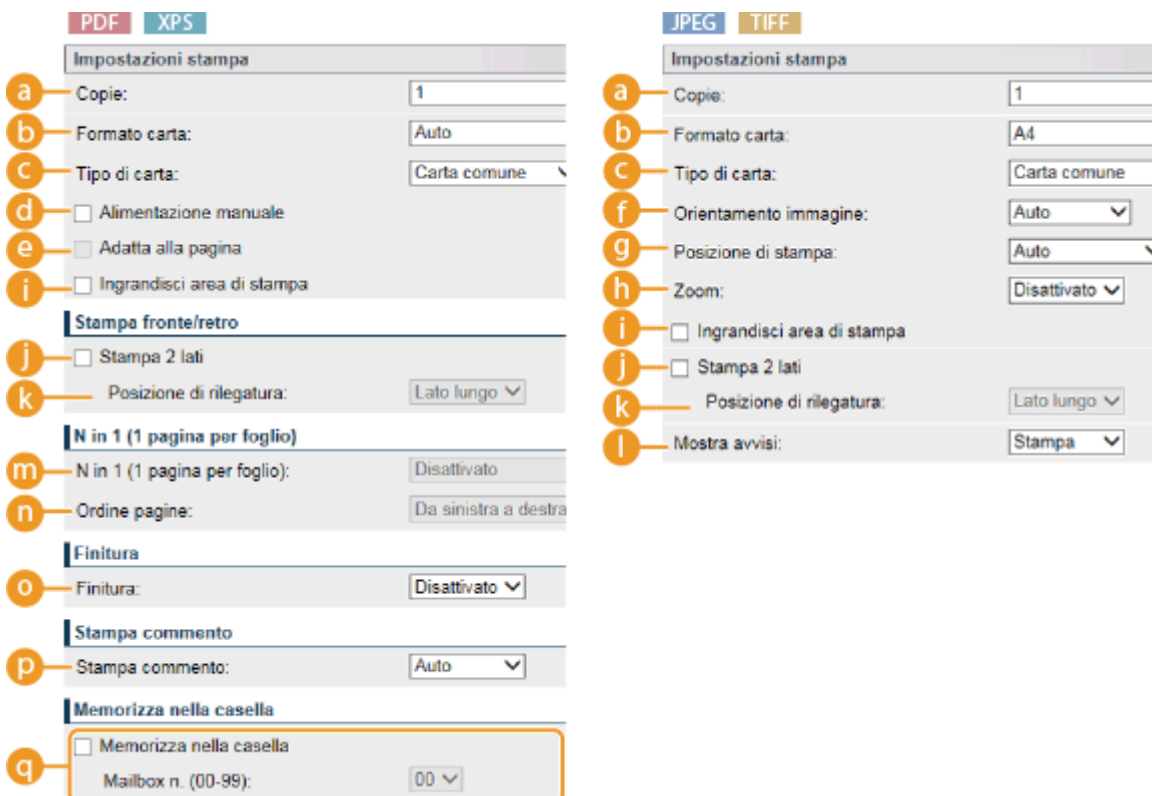 PDF XPS
Impostazioni stampa
a Copie: 1
b Formato carta: Auto
c Tipo di carta: Carta comune
d Alimentazione manuale
e Adatta alla pagina
i Ingrandisci area di stampa
Stampa fronte/retro
j Stampa 2 lati
k Posizione di rilegatura: Lato lungo
N in 1 (1 pagina per foglio)
m N in 1 (1 pagina per foglio): Disattivato
n Ordine pagine: Da sinistra a destra
Finitura
o Finitura: Disattivato
Stampa commento
p Stampa commento: Auto
Memorizza nella casella
q Memorizza nella casella
Mailbox n. (00-99): 00
JPEG TIFF
Impostazioni stampa
a Copie: 1
b Formato carta: A4
c Tipo di carta: Carta comune
f Orientamento immagine: Auto
g Posizione di stampa: Auto
h Zoom: Disattivato
i Ingrandisci area di stampa
j Stampa 2 lati
k Posizione di rilegatura: Lato lungo
l Mostra avvisi: Stampa